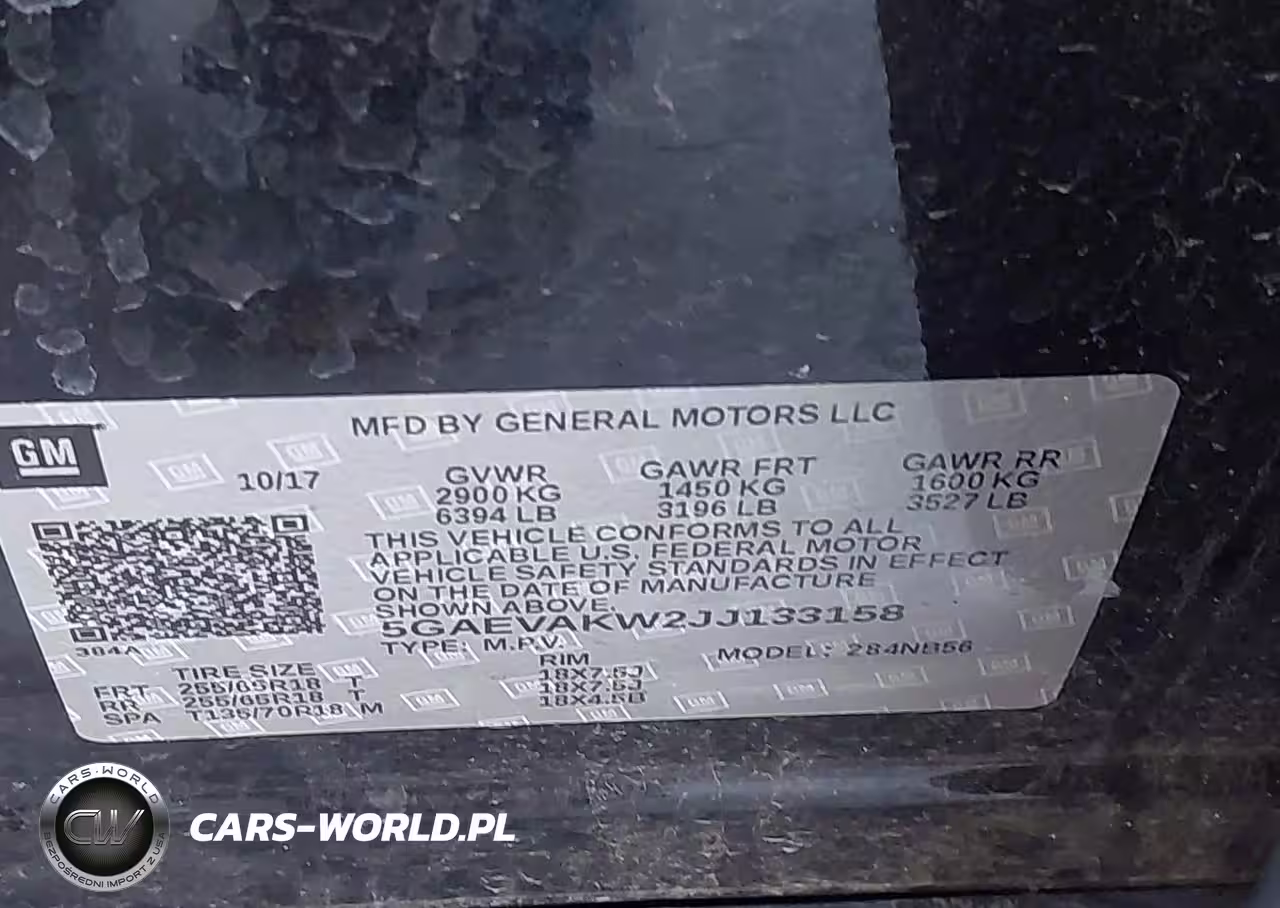 MFD BY GENERAL MOTORS LLC
GM
10/17 GVWR GAWR FRT GAWR RR
2900 KG 1450 KG 1600 KG
6394 LB 3196 LB 3527 LB
THIS VEHICLE CONFORMS TO ALL
APPLICABLE U.S. FEDERAL MOTOR
VEHICLE SAFETY STANDARDS IN EFFECT
ON THE DATE OF MANUFACTURE
SHOWN ABOVE.
5GAEVAKW2JJ133158
TYPE: M.P.V. MODEL: 284NB56
384A
TIRE SIZE RIM
FRT 255/65R18 T 18X7.5J
RR 255/65R18 T 18X7.5J
SPA T135/70R18 M 18X4.5B
CARS-WORLD
CW
BEZPOŚREDNI IMPORT Z USA
CARS-WORLD.PL